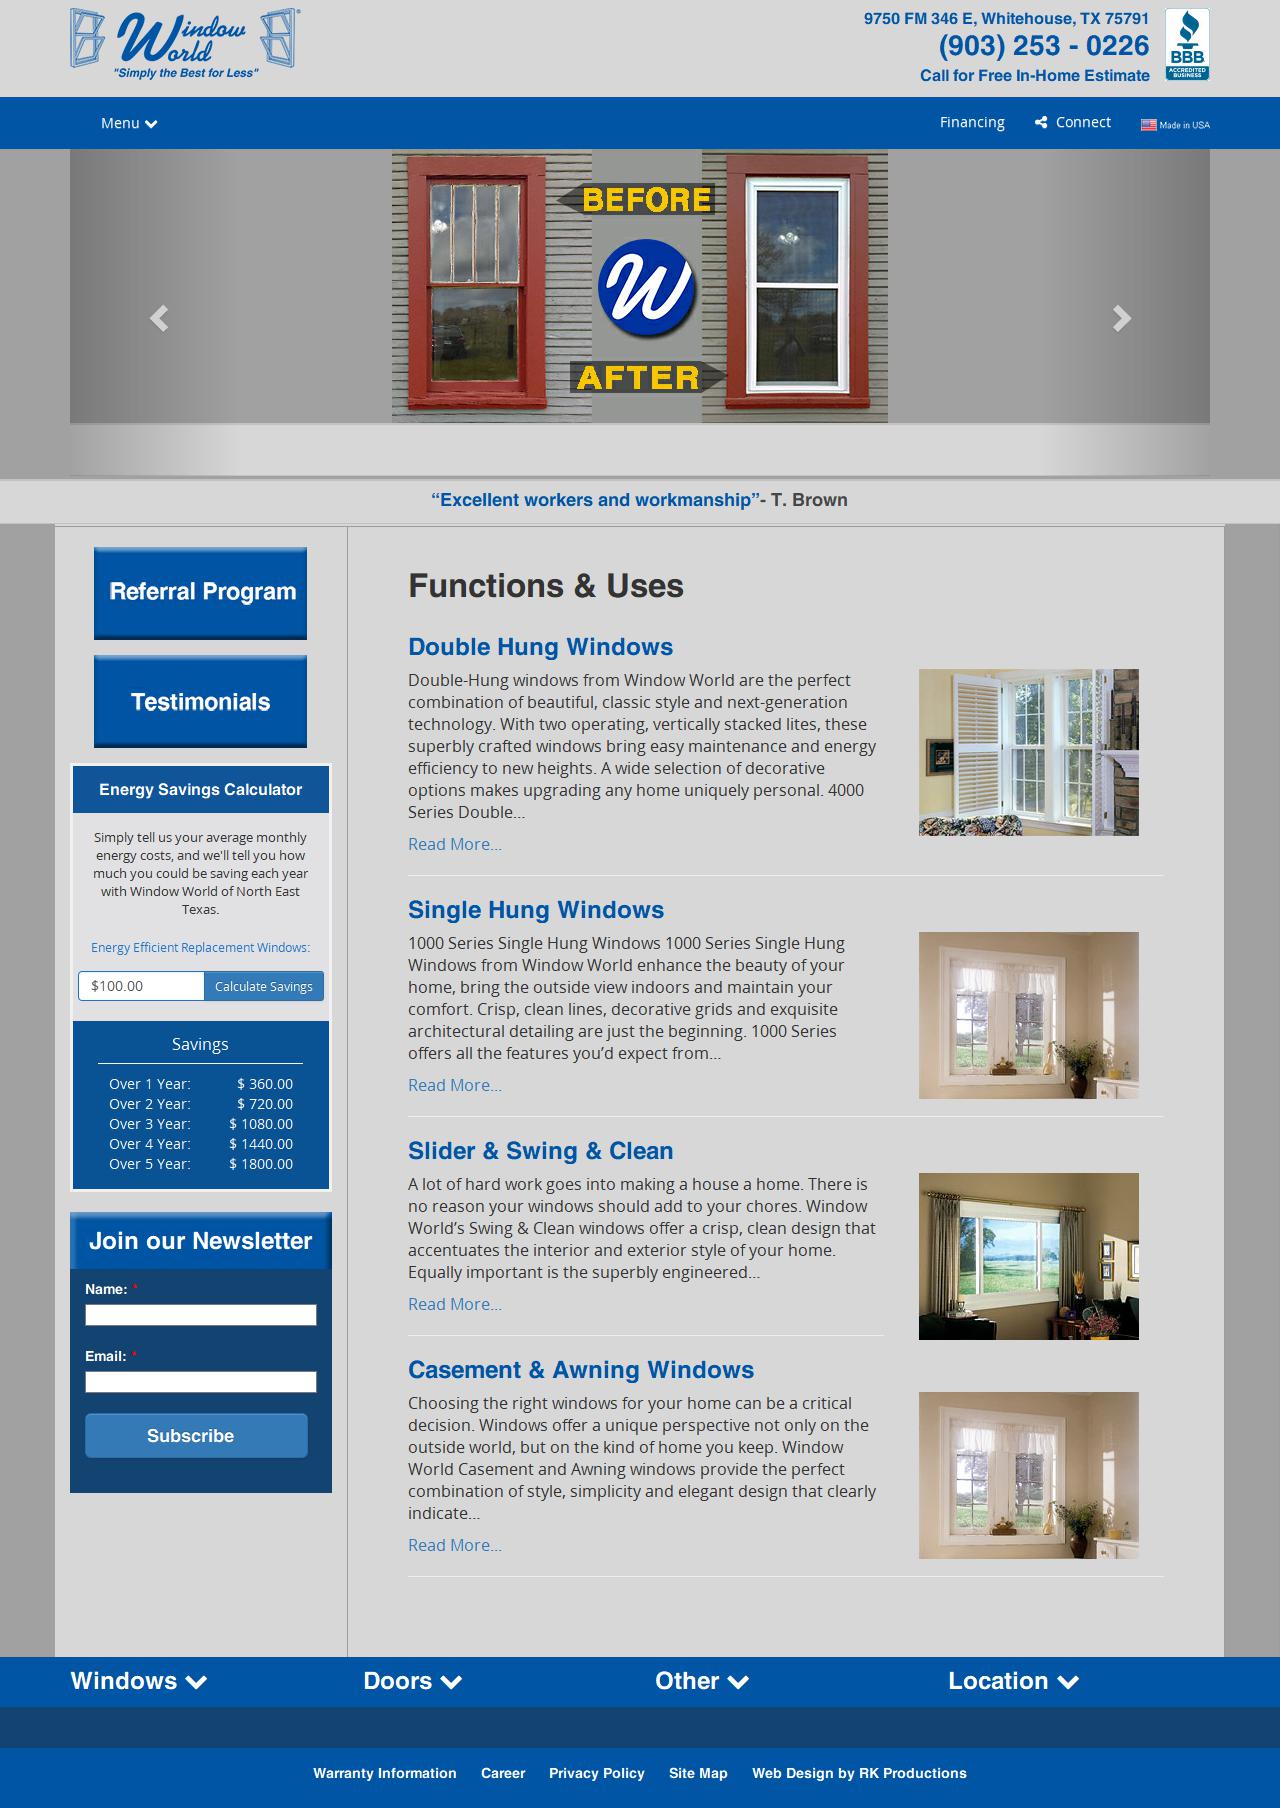 Window World®
"Simply the Best for Less"
9750 FM 346 E, Whitehouse, TX 75791
(903) 253 - 0226
Call for Free In-Home Estimate
BBB
ACCREDITED
BUSINESS
Menu
Financing
Connect
Made in USA
BEFORE
W
AFTER
“Excellent workers and workmanship”- T. Brown
Referral Program
Testimonials
Energy Savings Calculator
Simply tell us your average monthly
energy costs, and we'll tell you how
much you could be saving each year
with Window World of North East
Texas.
Energy Efficient Replacement Windows:
$100.00 Calculate Savings
Savings
Over 1 Year: $ 360.00
Over 2 Year: $ 720.00
Over 3 Year: $ 1080.00
Over 4 Year: $ 1440.00
Over 5 Year: $ 1800.00
Join our Newsletter
Name: *
Email: *
Subscribe
Functions & Uses
Double Hung Windows
Double-Hung windows from Window World are the perfect
combination of beautiful, classic style and next-generation
technology. With two operating, vertically stacked lites, these
superbly crafted windows bring easy maintenance and energy
efficiency to new heights. A wide selection of decorative
options makes upgrading any home uniquely personal. 4000
Series Double...
Read More...
Single Hung Windows
1000 Series Single Hung Windows 1000 Series Single Hung
Windows from Window World enhance the beauty of your
home, bring the outside view indoors and maintain your
comfort. Crisp, clean lines, decorative grids and exquisite
architectural detailing are just the beginning. 1000 Series
offers all the features you’d expect from...
Read More...
Slider & Swing & Clean
A lot of hard work goes into making a house a home. There is
no reason your windows should add to your chores. Window
World’s Swing & Clean windows offer a crisp, clean design that
accentuates the interior and exterior style of your home.
Equally important is the superbly engineered...
Read More...
Casement & Awning Windows
Choosing the right windows for your home can be a critical
decision. Windows offer a unique perspective not only on the
outside world, but on the kind of home you keep. Window
World Casement and Awning windows provide the perfect
combination of style, simplicity and elegant design that clearly
indicate...
Read More...
Windows
Doors
Other
Location
Warranty Information Career Privacy Policy Site Map Web Design by RK Productions